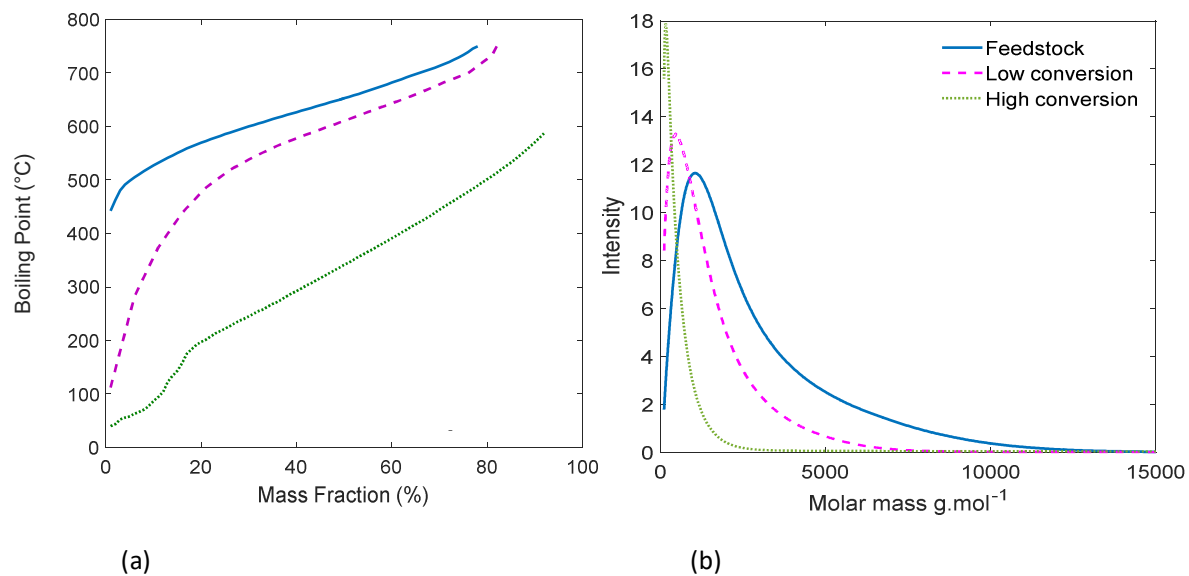 800
700
600
500
400
300
200
100
0
0 20 40 60 80 100
Boiling Point (°C)
Mass Fraction (%)
(a)
18
16
14
12
10
8
6
4
2
0
0 5000 10000 15000
Intensity
Molar mass g.mol⁻¹
Feedstock
Low conversion
High conversion
(b)